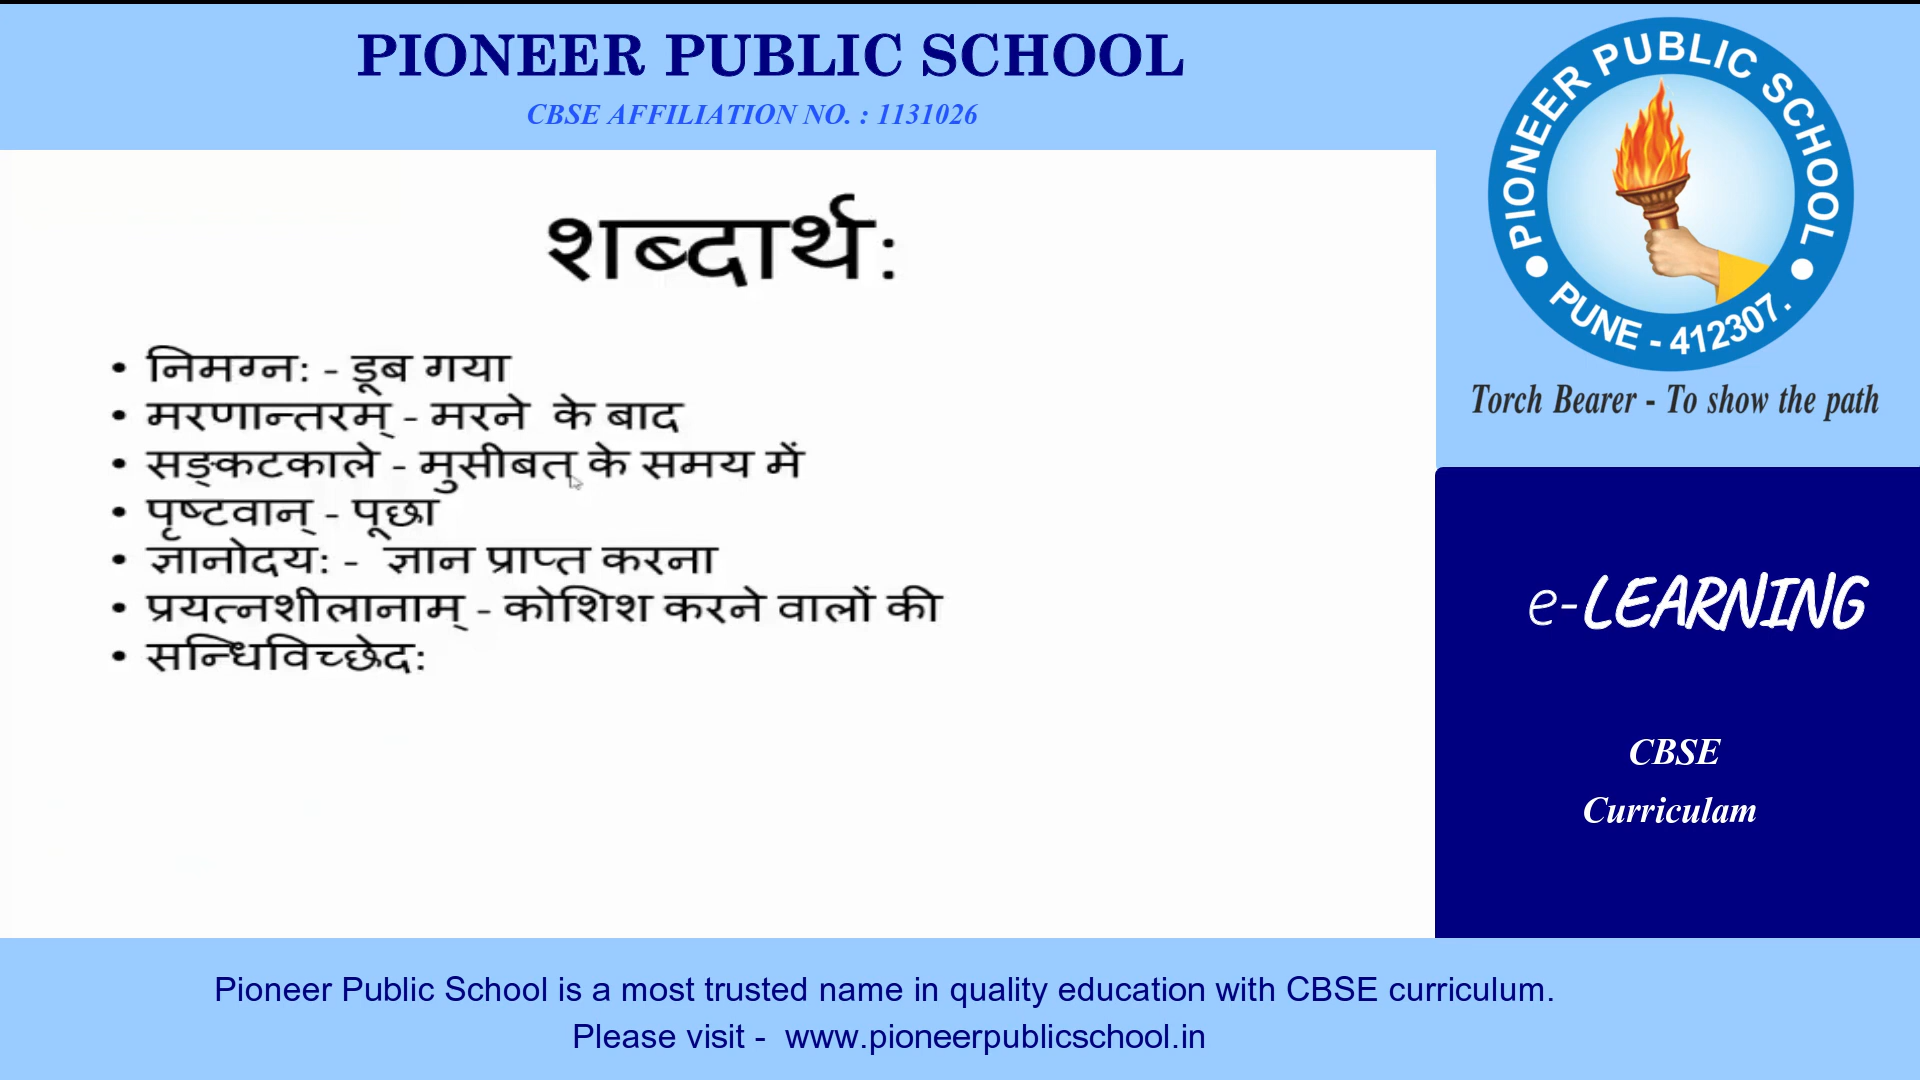 PIONEER PUBLIC SCHOOL
CBSE AFFILIATION NO. : 1131026
शब्दार्थ:
• निमग्न: - डूब गया
• मरणान्तरम् - मरने के बाद
• सङ्कटकाले - मुसीबत् के समय में
• पृष्टवान् - पूछा
• ज्ञानोदय: - ज्ञान प्राप्त करना
• प्रयत्नशीलानाम् - कोशिश करने वालों की
• सन्धिविच्छेद:
PIONEER PUBLIC SCHOOL
PUNE - 412307.
Torch Bearer - To show the path
e-LEARNING
CBSE
Curriculam
Pioneer Public School is a most trusted name in quality education with CBSE curriculum.
Please visit - www.pioneerpublicschool.in